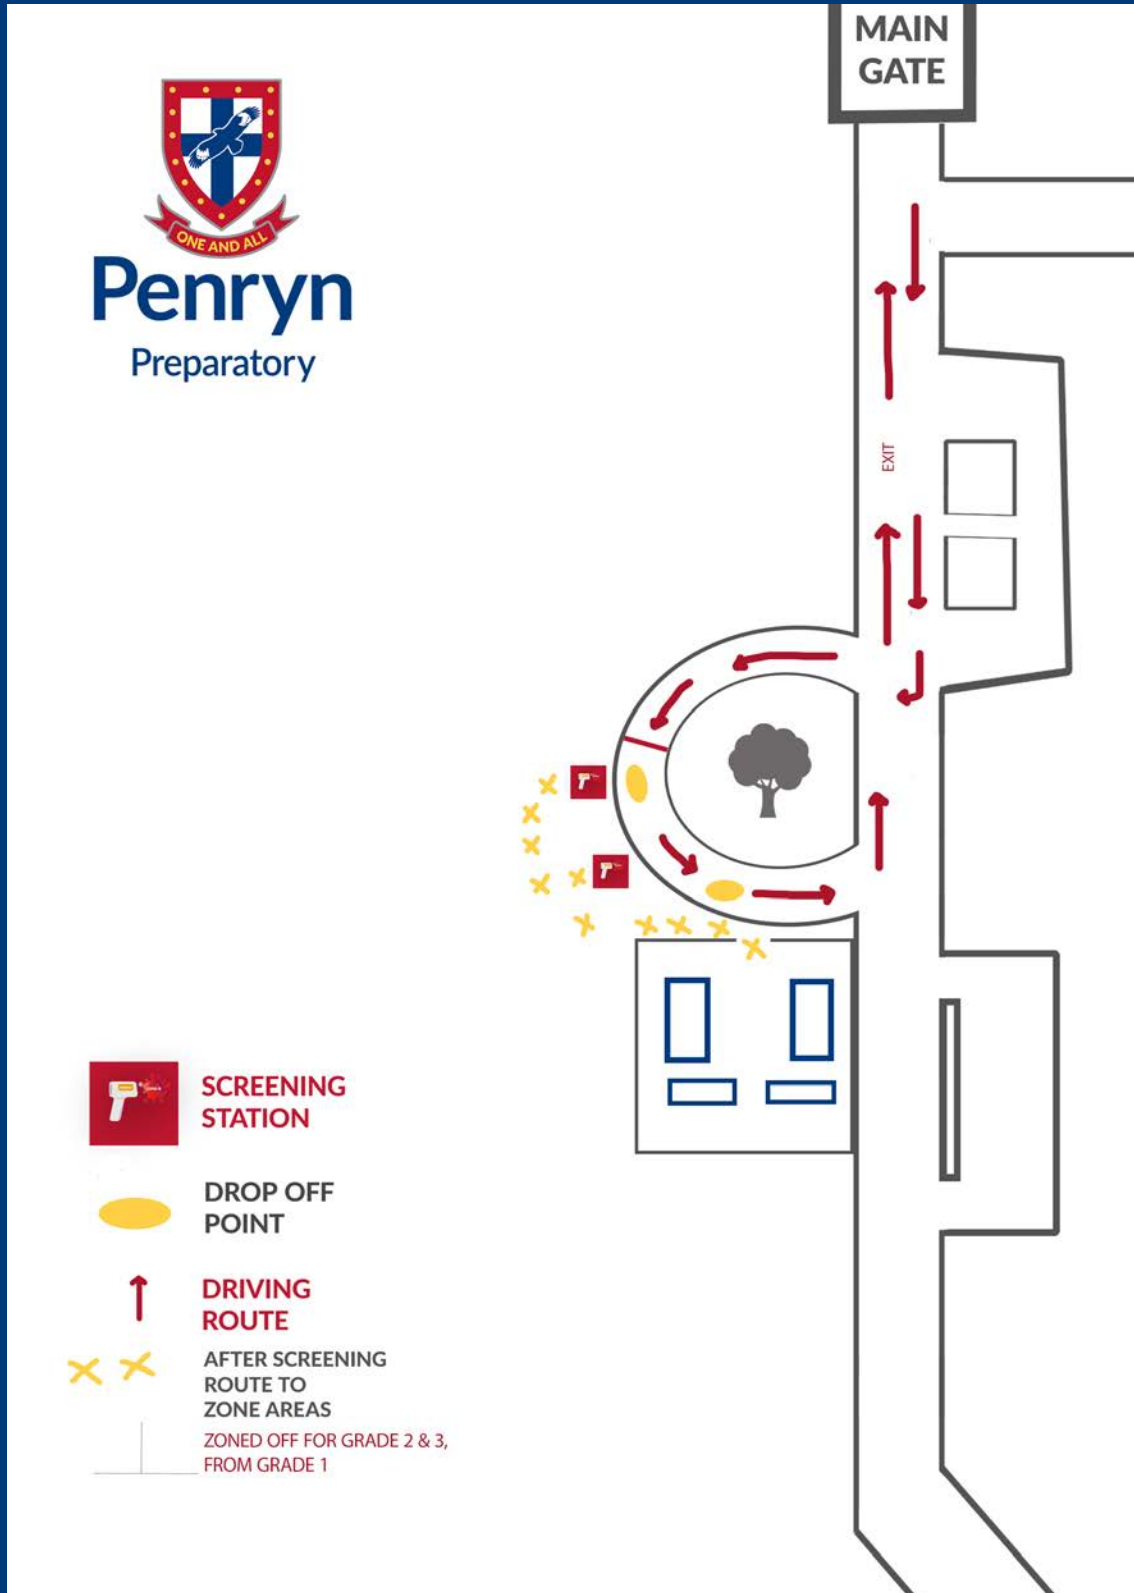 MAIN
GATE
ONE AND ALL
Penryn
Preparatory
EXIT
SCREENING
STATION
DROP OFF
POINT
DRIVING
ROUTE
AFTER SCREENING
ROUTE TO
ZONE AREAS
ZONED OFF FOR GRADE 2 & 3,
FROM GRADE 1